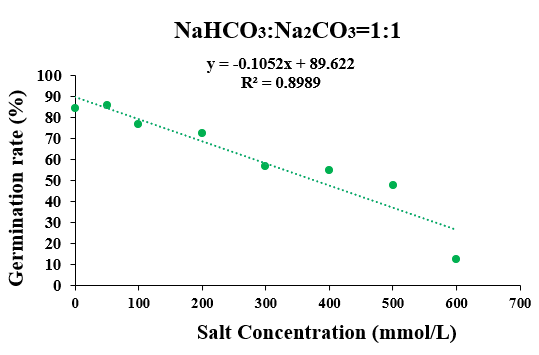 NaHCO₃:Na₂CO₃=1:1
y = -0.1052x + 89.622
R² = 0.8989
Germination rate (%)
100
90
80
70
60
50
40
30
20
10
0
0 100 200 300 400 500 600 700
Salt Concentration (mmol/L)